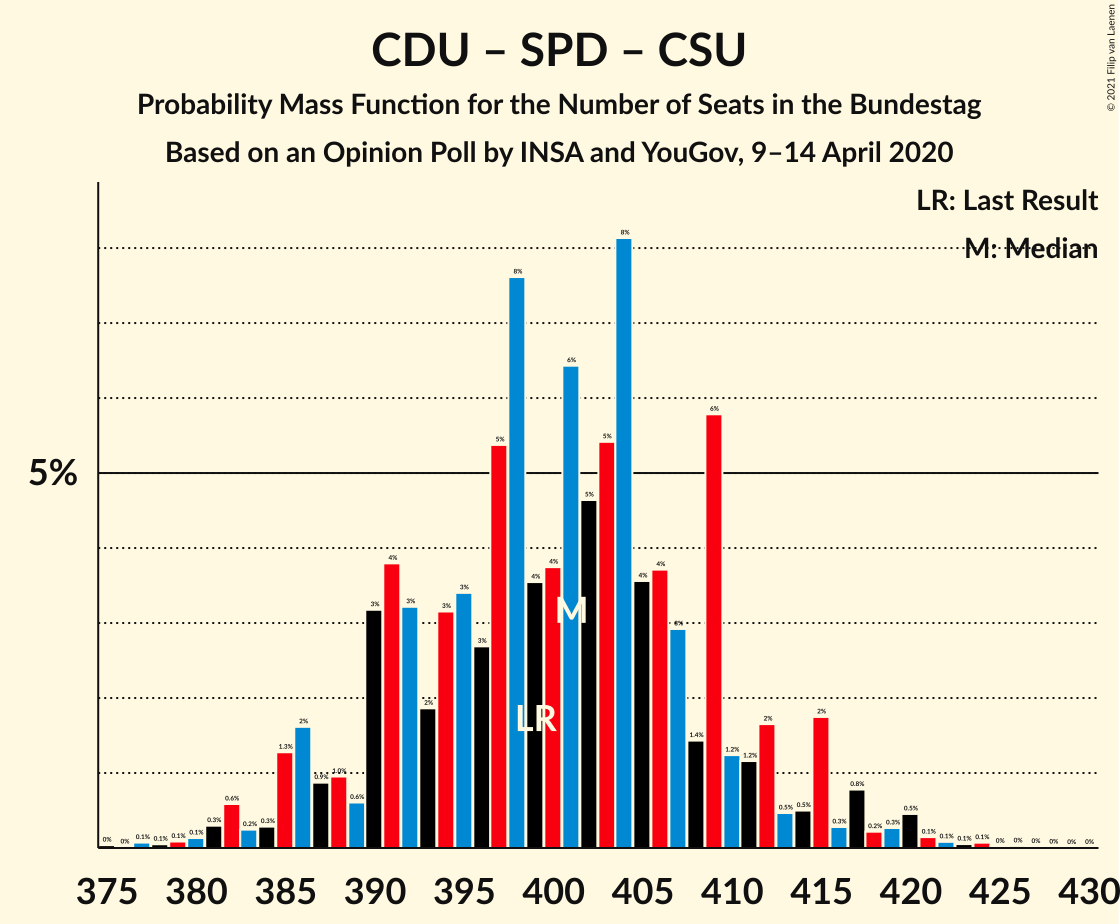 CDU – SPD – CSU
Probability Mass Function for the Number of Seats in the Bundestag
Based on an Opinion Poll by INSA and YouGov, 9–14 April 2020
© 2021 Filip van Laenen
LR: Last Result
M: Median
5%
0% 0% 0.1% 0.1% 0.1% 0.1% 0.3% 0.6% 0.2% 0.3% 1.3% 2% 0.9% 1.0% 0.6% 3% 4% 3% 2% 3% 3% 3% 5% 8% 4% 4% 6% 5% 5% 8% 4% 4% 3% 1.4% 6% 1.2% 1.2% 2% 0.5% 0.5% 2% 0.3% 0.8% 0.2% 0.3% 0.5% 0.1% 0.1% 0.1% 0.1% 0% 0% 0% 0% 0% 0%
M
LR
375 380 385 390 395 400 405 410 415 420 425 430